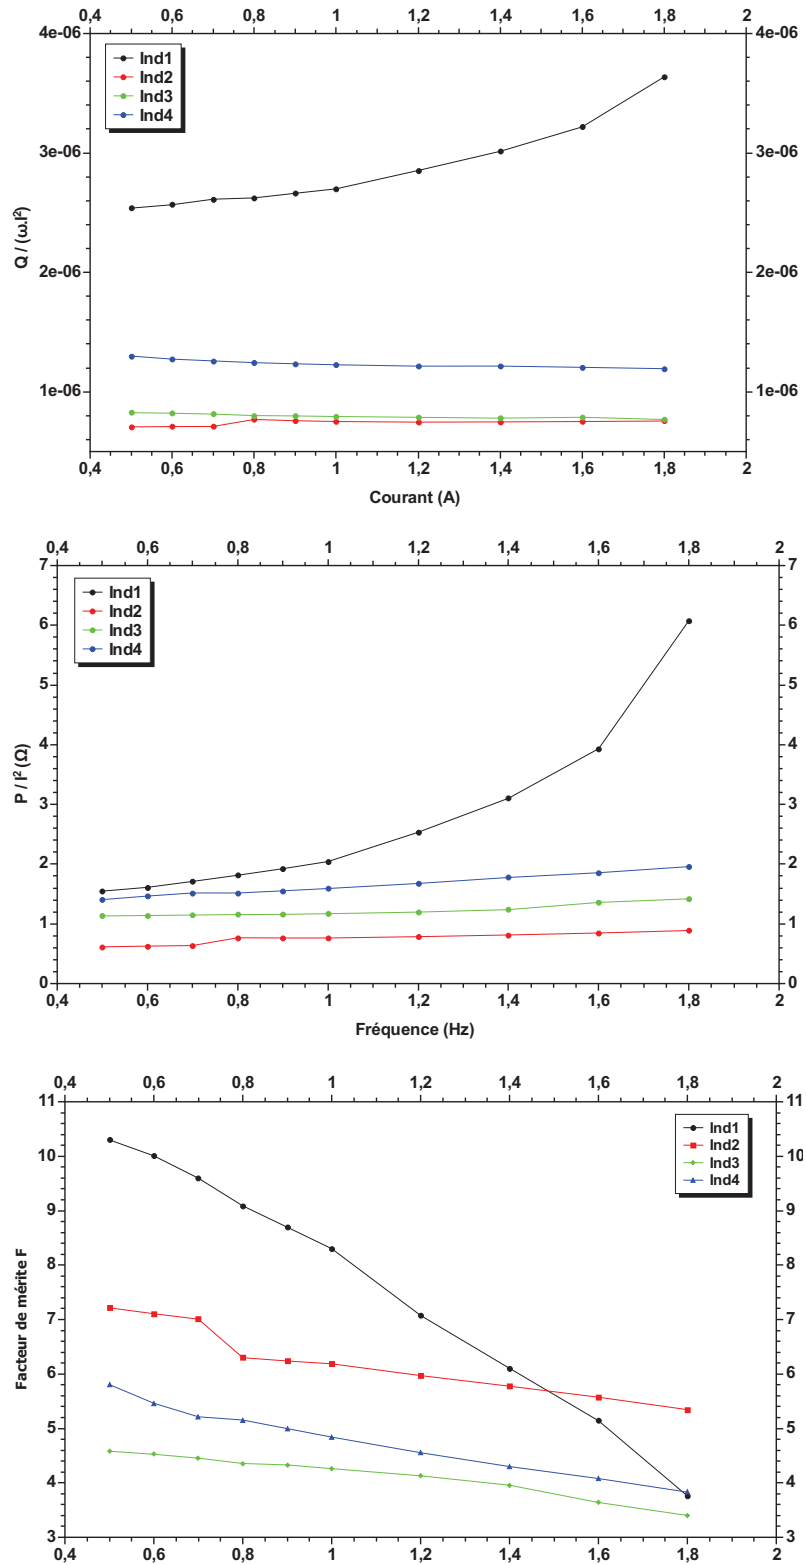 0,4 0,6 0,8 1 1,2 1,4 1,6 1,8 2
4e-06 4e-06
Ind1
Ind2
Ind3
Ind4
3e-06 3e-06
Q / (ω.I²)
2e-06 2e-06
1e-06 1e-06
0,4 0,6 0,8 1 1,2 1,4 1,6 1,8 2
Courant (A)
0,4 0,6 0,8 1 1,2 1,4 1,6 1,8 2
7 7
Ind1
Ind2
Ind3
Ind4
6 6
5 5
P / I² (Ω)
4 4
3 3
2 2
1 1
0 0
0,4 0,6 0,8 1 1,2 1,4 1,6 1,8 2
Fréquence (Hz)
0,4 0,6 0,8 1 1,2 1,4 1,6 1,8 2
11 11
Ind1
Ind2
Ind3
Ind4
10 10
9 9
8 8
Facteur de mérite F
7 7
6 6
5 5
4 4
3 3
0,4 0,6 0,8 1 1,2 1,4 1,6 1,8 2